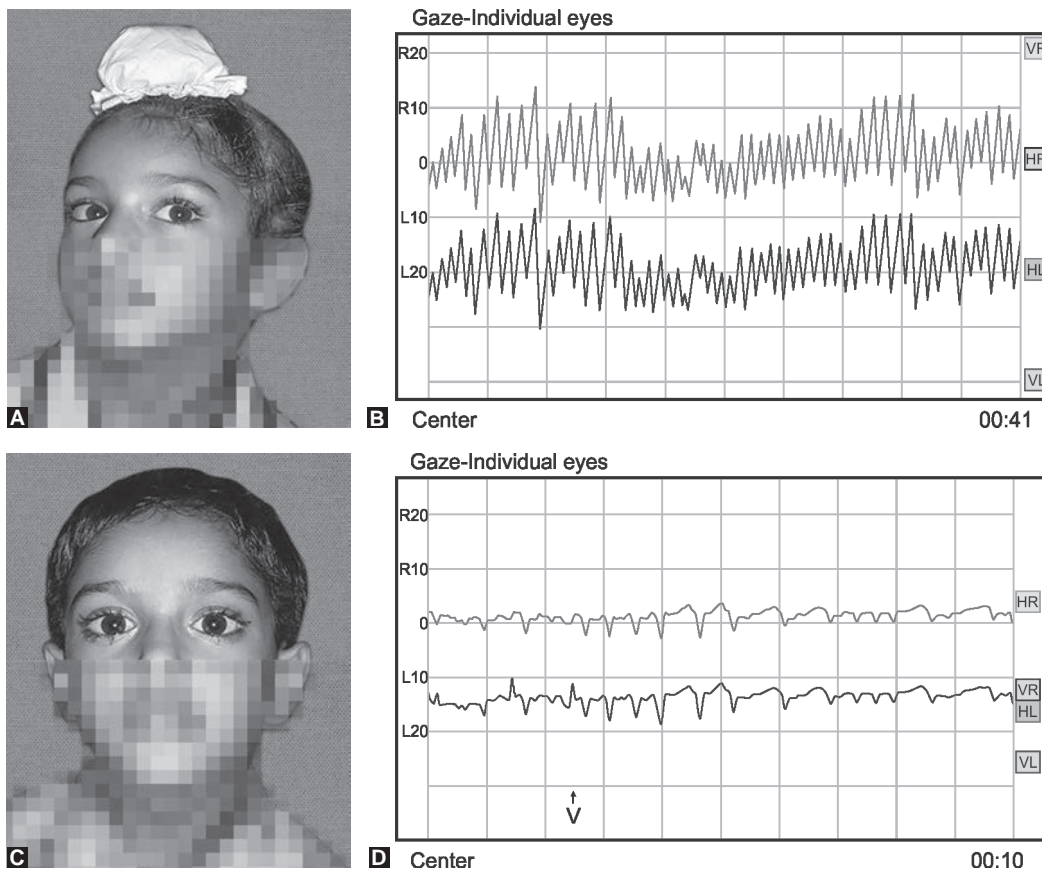 Gaze-Individual eyes
R20
R10
0
L10
L20
HL
A
B
Center
00:41
Gaze-Individual eyes
R20
R10
0
L10
L20
HR
VR
HL
VL
V
C
D
Center
00:10